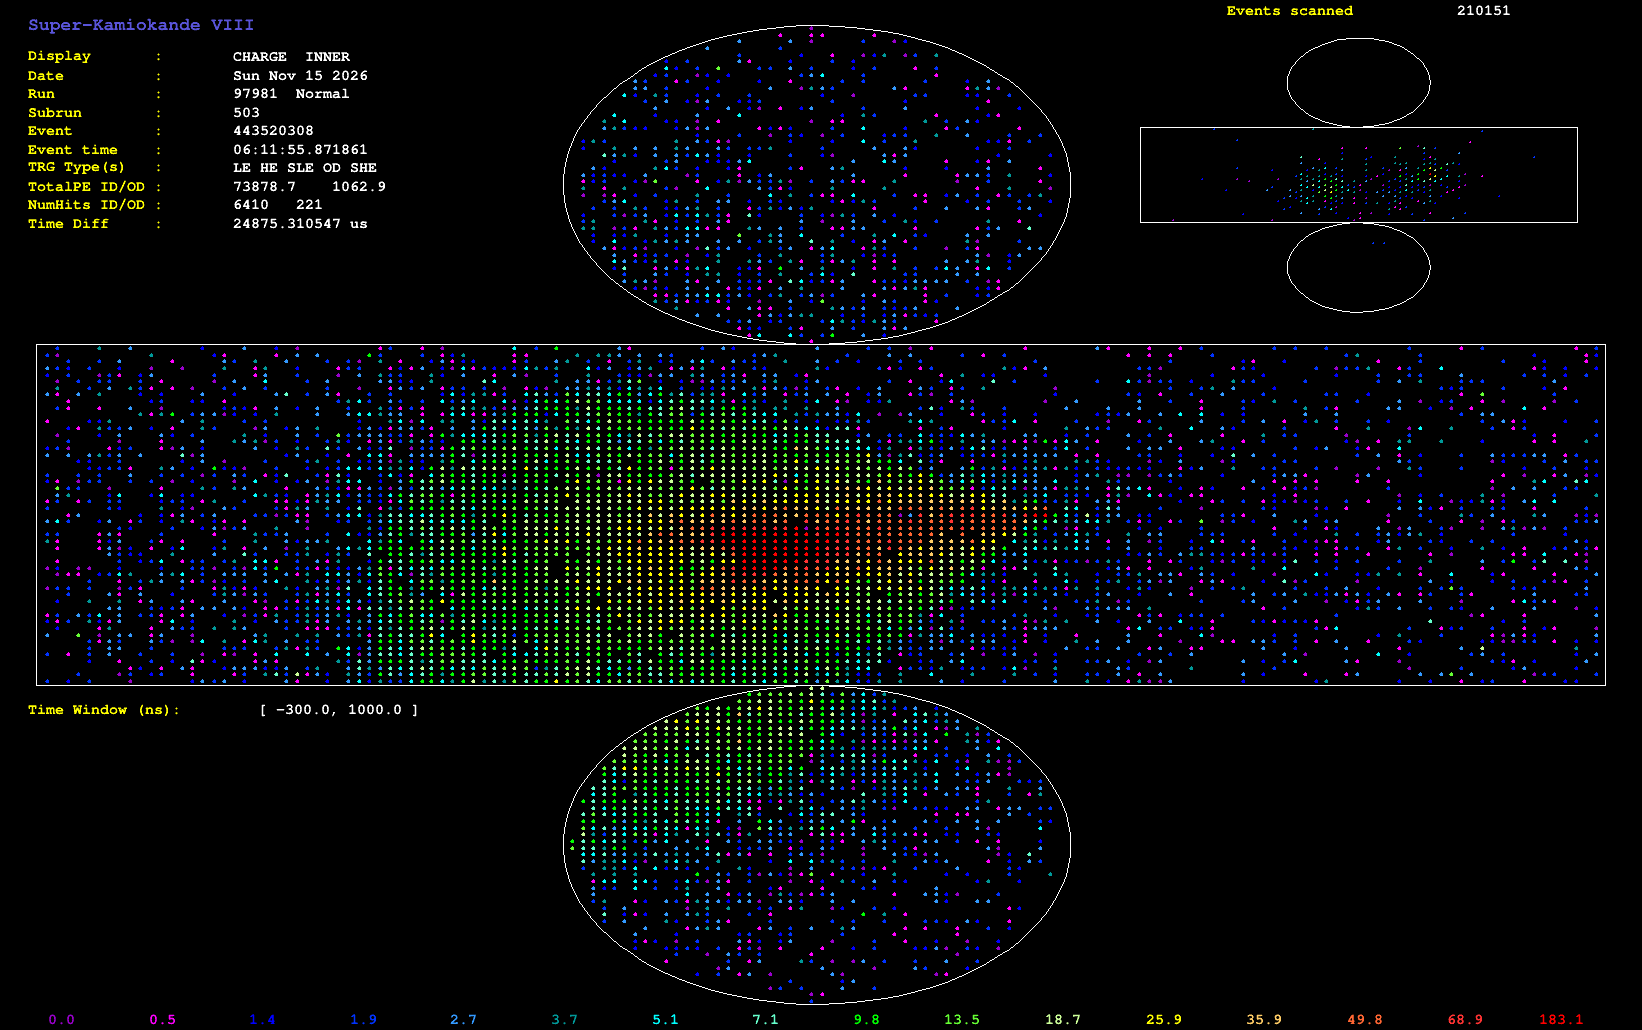 Super-Kamiokande VIII
Events scanned 210151
Display : CHARGE INNER
Date : Sun Nov 15 2026
Run : 97981 Normal
Subrun : 503
Event : 443520308
Event time : 06:11:55.871861
TRG Type(s) : LE HE SLE OD SHE
TotalPE ID/OD : 73878.7 1062.9
NumHits ID/OD : 6410 221
Time Diff : 24875.310547 us
Time Window (ns): [ -300.0, 1000.0 ]
0.0 0.5 1.4 1.9 2.7 3.7 5.1 7.1 9.8 13.5 18.7 25.9 35.9 49.8 68.9 183.1